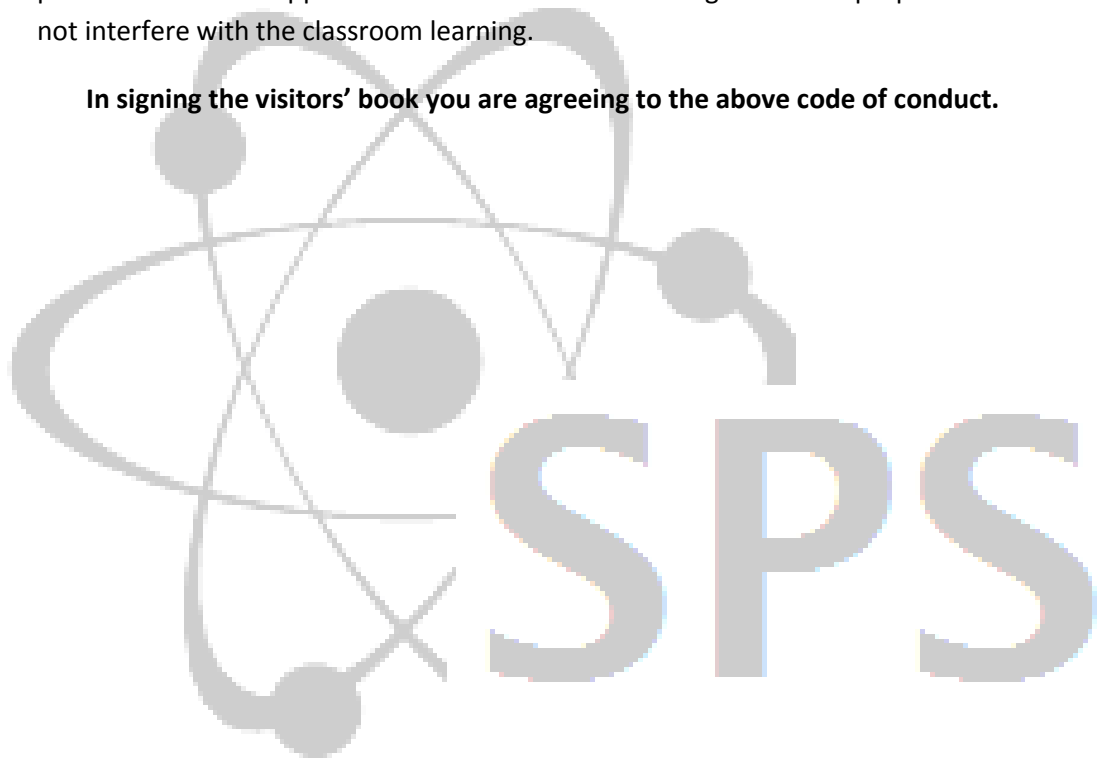 not interfere with the classroom learning.
In signing the visitors’ book you are agreeing to the above code of conduct.
SPS